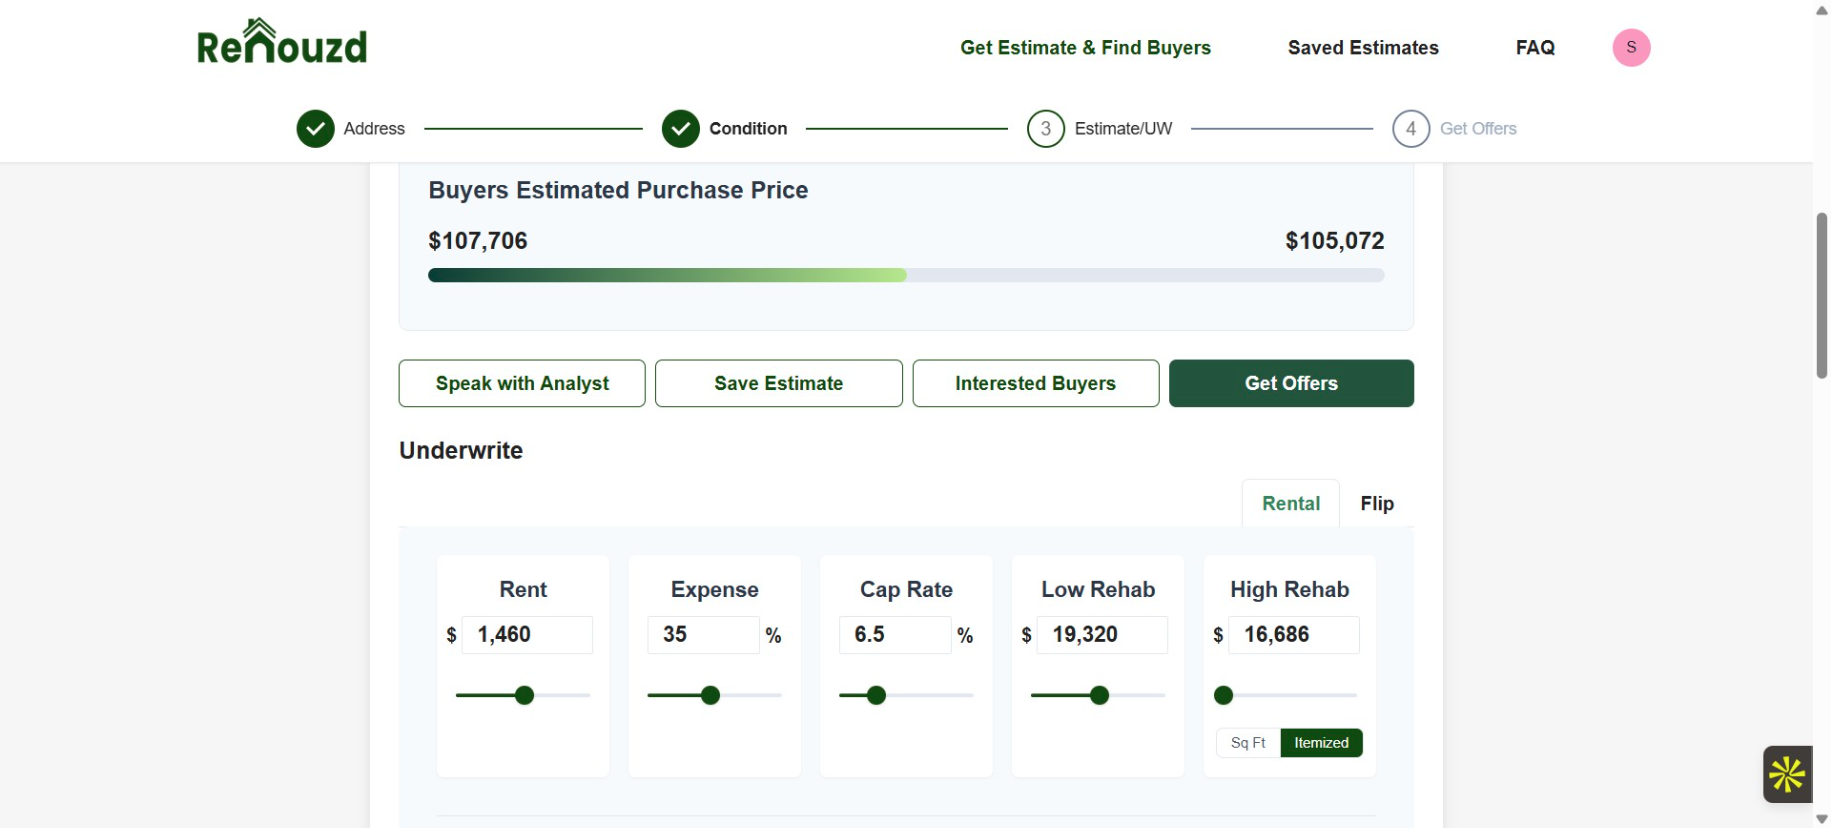 ReHouzd
Get Estimate & Find Buyers
Saved Estimates
FAQ
S
Address
Condition
3 Estimate/UW
4 Get Offers
Buyers Estimated Purchase Price
$107,706 $105,072
Speak with Analyst
Save Estimate
Interested Buyers
Get Offers
Underwrite
Rental
Flip
Rent
$ 1,460
Expense
35 %
Cap Rate
6.5 %
Low Rehab
$ 19,320
High Rehab
$ 16,686
Sq Ft
Itemized